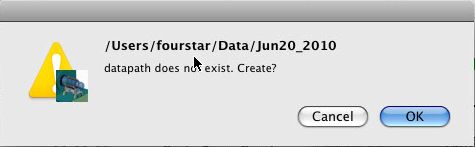 /Users/fourstar/Data/Jun20_2010
datapath does not exist. Create?
Cancel OK